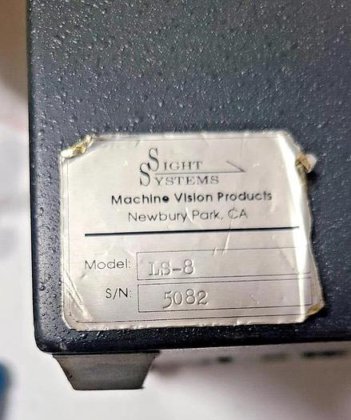 SIGHT
SYSTEMS
Machine Vision Products
Newbury Park, CA
Model: LS-8
S/N: 5082